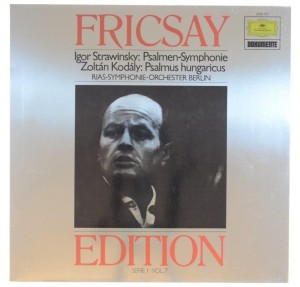 FRICSAY
Igor Strawinsky: Psalmen-Symphonie
Zoltán Kodály: Psalmus hungaricus
RIAS-SYMPHONIE-ORCHESTER BERLIN
DOKUMENTE
EDITION
SERIE I VOL.7